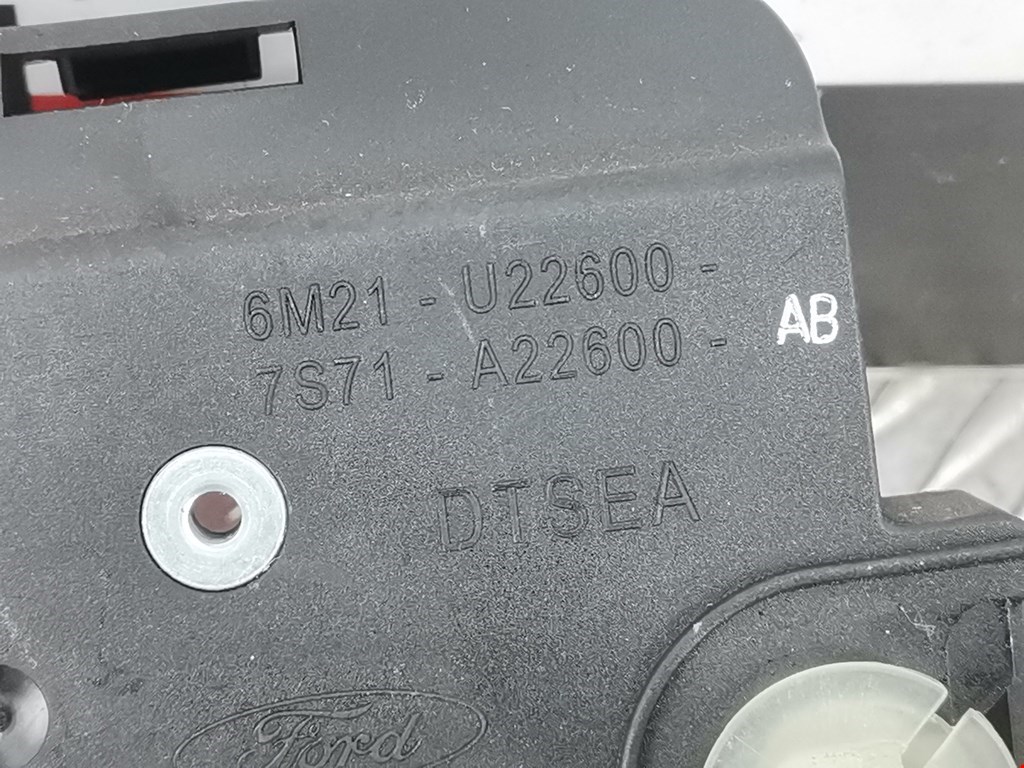 6M21 - U22600 -
7S71 - A22600 - AB
DTSEA
Ford